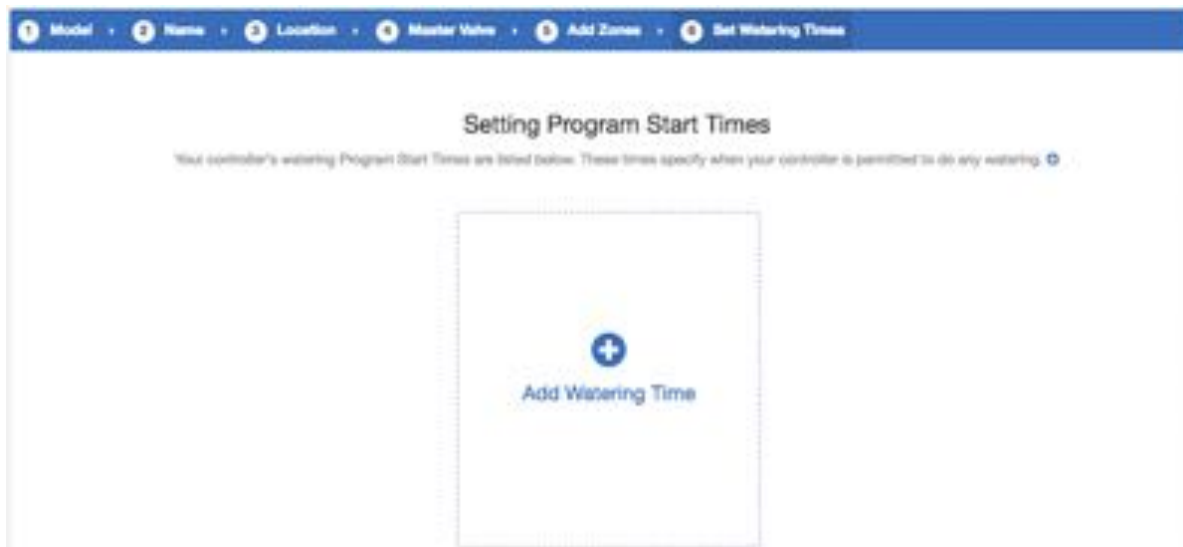 1 Model 2 Name 3 Location 4 Master Valve 5 Add Zones 6 Set Watering Times
Setting Program Start Times
Your controller's watering Program Start Times are listed below. These times specify when your controller is permitted to do any watering.
Add Watering Time